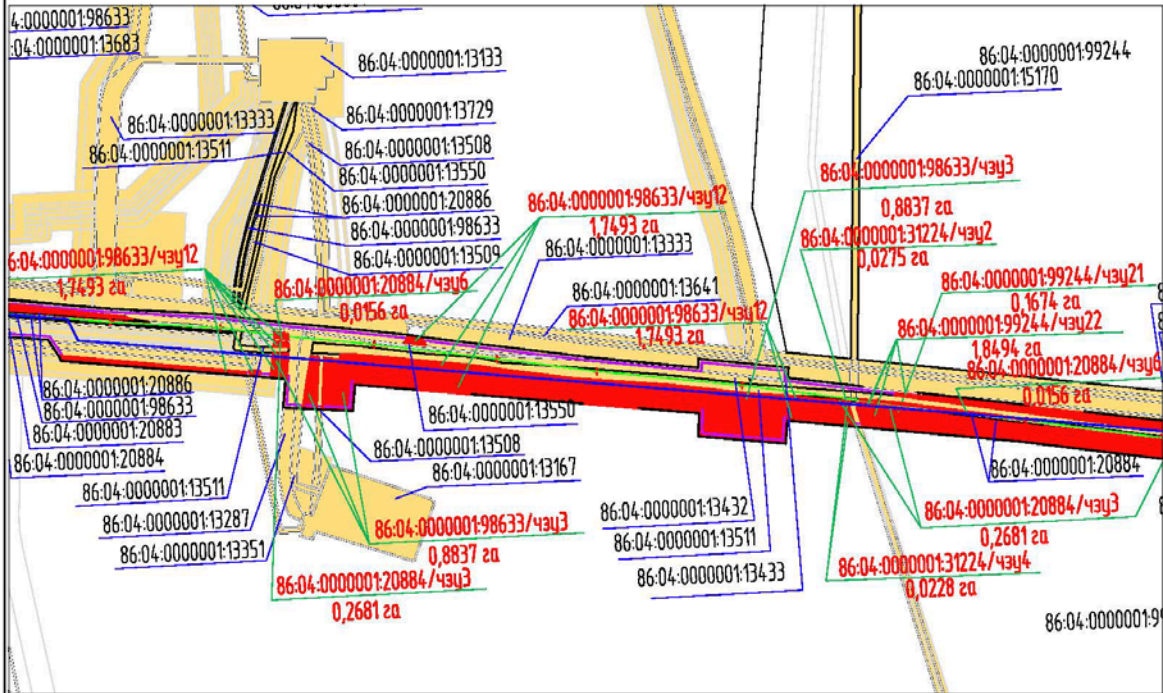 4:0000001:98633
:04:0000001:13683
86:04:0000001:13133
86:04:0000001:99244
86:04:0000001:15170
86:04:0000001:13729
86:04:0000001:13333
86:04:0000001:13511
86:04:0000001:13508
86:04:0000001:13550
86:04:0000001:20886
86:04:0000001:98633
86:04:0000001:13509
86:04:0000001:98633/чзу12
1,7493 га
86:04:0000001:13333
86:04:0000001:98633/чзу3
0,8837 га
86:04:0000001:31224/чзу2
0,0275 га
6:04:0000001:98633/чзу12
1,7493 га
86:04:0000001:20884/чзу6
0,0156 га
86:04:0000001:13641
86:04:0000001:98633/чзу12
1,7493 га
86:04:0000001:99244/чзу21
0,1674 га
86:04:0000001:99244/чзу22
1,8494 га
86:04:0000001:20884/чзу6
0,0156 га
86:04:0000001:20886
86:04:0000001:98633
86:04:0000001:20883
86:04:0000001:20884
86:04:0000001:13550
86:04:0000001:13508
86:04:0000001:13167
86:04:0000001:20884
86:04:0000001:13511
86:04:0000001:13287
86:04:0000001:13351
86:04:0000001:98633/чзу3
0,8837 га
86:04:0000001:20884/чзу3
0,2681 га
86:04:0000001:13432
86:04:0000001:13511
86:04:0000001:13433
86:04:0000001:20884/чзу3
0,2681 га
86:04:0000001:31224/чзу4
0,0228 га
86:04:0000001:9